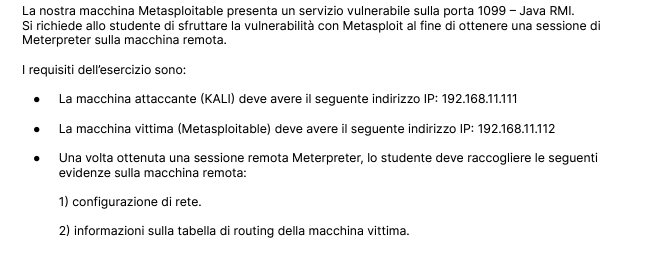 La nostra macchina Metasploitable presenta un servizio vulnerabile sulla porta 1099 – Java RMI.
Si richiede allo studente di sfruttare la vulnerabilità con Metasploit al fine di ottenere una sessione di
Meterpreter sulla macchina remota.
I requisiti dell’esercizio sono:
● La macchina attaccante (KALI) deve avere il seguente indirizzo IP: 192.168.11.111
● La macchina vittima (Metasploitable) deve avere il seguente indirizzo IP: 192.168.11.112
● Una volta ottenuta una sessione remota Meterpreter, lo studente deve raccogliere le seguenti
evidenze sulla macchina remota:
1) configurazione di rete.
2) informazioni sulla tabella di routing della macchina vittima.